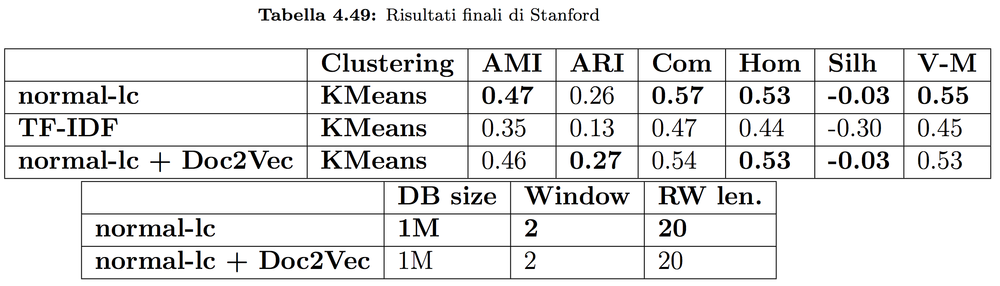 Tabella 4.49: Risultati finali di Stanford
Clustering AMI ARI Com Hom Silh V-M
normal-lc KMeans 0.47 0.26 0.57 0.53 -0.03 0.55
TF-IDF KMeans 0.35 0.13 0.47 0.44 -0.30 0.45
normal-lc + Doc2Vec KMeans 0.46 0.27 0.54 0.53 -0.03 0.53
DB size Window RW len.
normal-lc 1M 2 20
normal-lc + Doc2Vec 1M 2 20